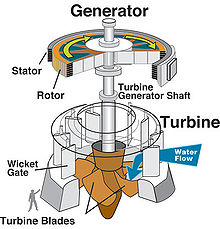 Generator
Stator
Rotor
Turbine
Generator Shaft
Turbine
Water
Flow
Wicket
Gate
Turbine Blades